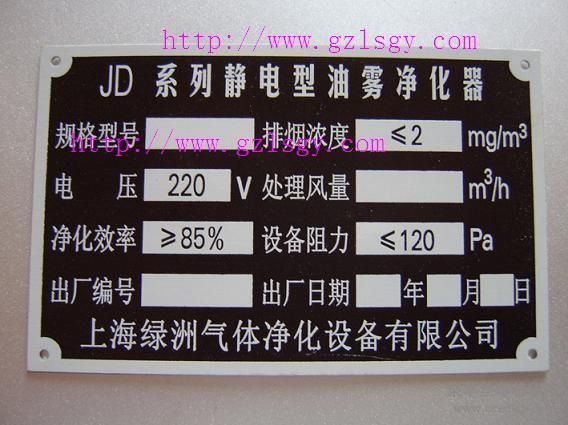 http://www.gzlsgy.com
JD 系列静电型油雾净化器
规格型号 排烟浓度 ≤2 mg/m³
http://www.gzlsgy.com
电 压 220 V 处理风量 m³/h
净化效率 ≥85% 设备阻力 ≤120 Pa
出厂编号 出厂日期 年 月 日
上海绿洲气体净化设备有限公司